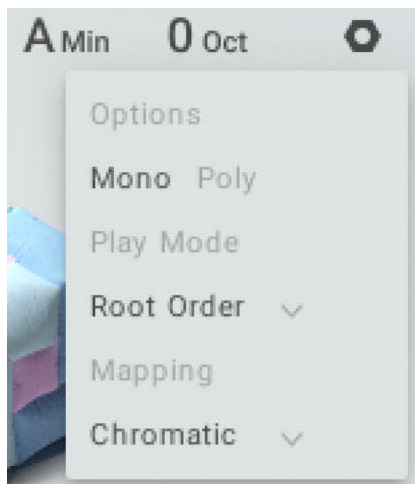 A Min 0 Oct
Options
Mono Poly
Play Mode
Root Order
Mapping
Chromatic